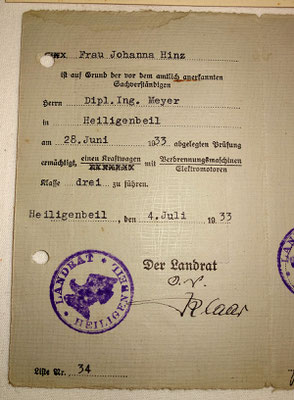 Frau Johanna Hinz
ist auf Grund der vor dem amtlich anerkannten
Sachverständigen
Herrn Dipl.Ing. Meyer
in Heiligenbeil
am 28.Juni 1933 abgelegten Prüfung
ermächtigt, einen Kraftwagen mit Verbrennungsmaschinen
Elektromotoren
Klasse drei zu führen.
Heiligenbeil, den 4.Juli 1933
Der Landrat
LANDRAT
HEILIGENBEIL
Liste Nr. 34